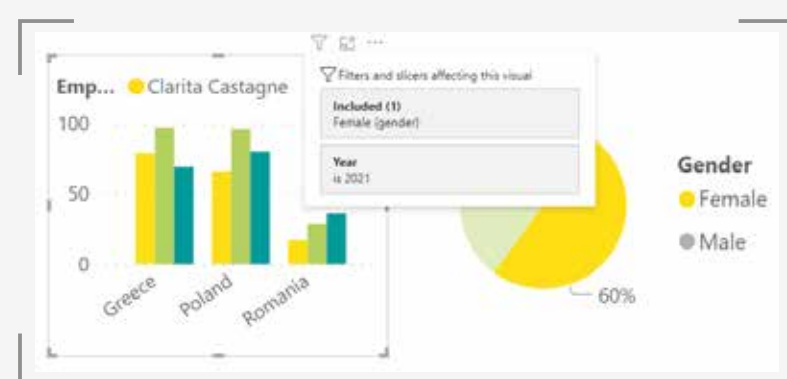 Filters and slicers affecting this visual
Included (1)
Female (gender)
Year
is 2021
Emp... Clarita Castagne
100
50
0
Greece
Poland
Romania
Gender
Female
Male
60%